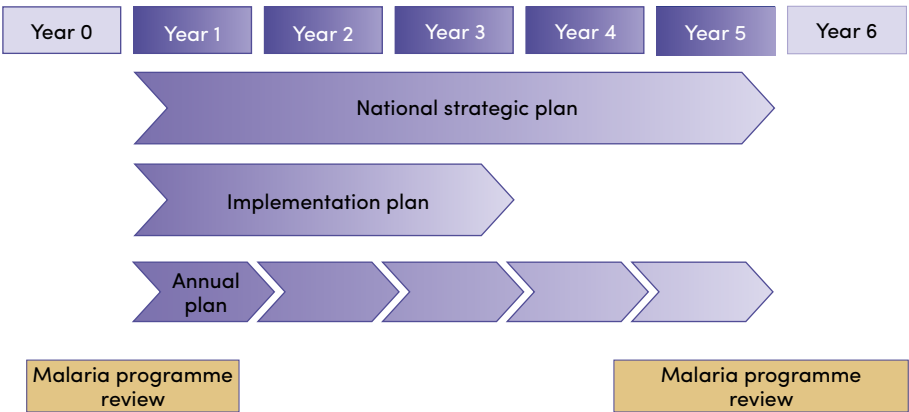 Year 0
Year 1
Year 2
Year 3
Year 4
Year 5
Year 6
National strategic plan
Implementation plan
Annual
plan
Malaria programme
review
Malaria programme
review